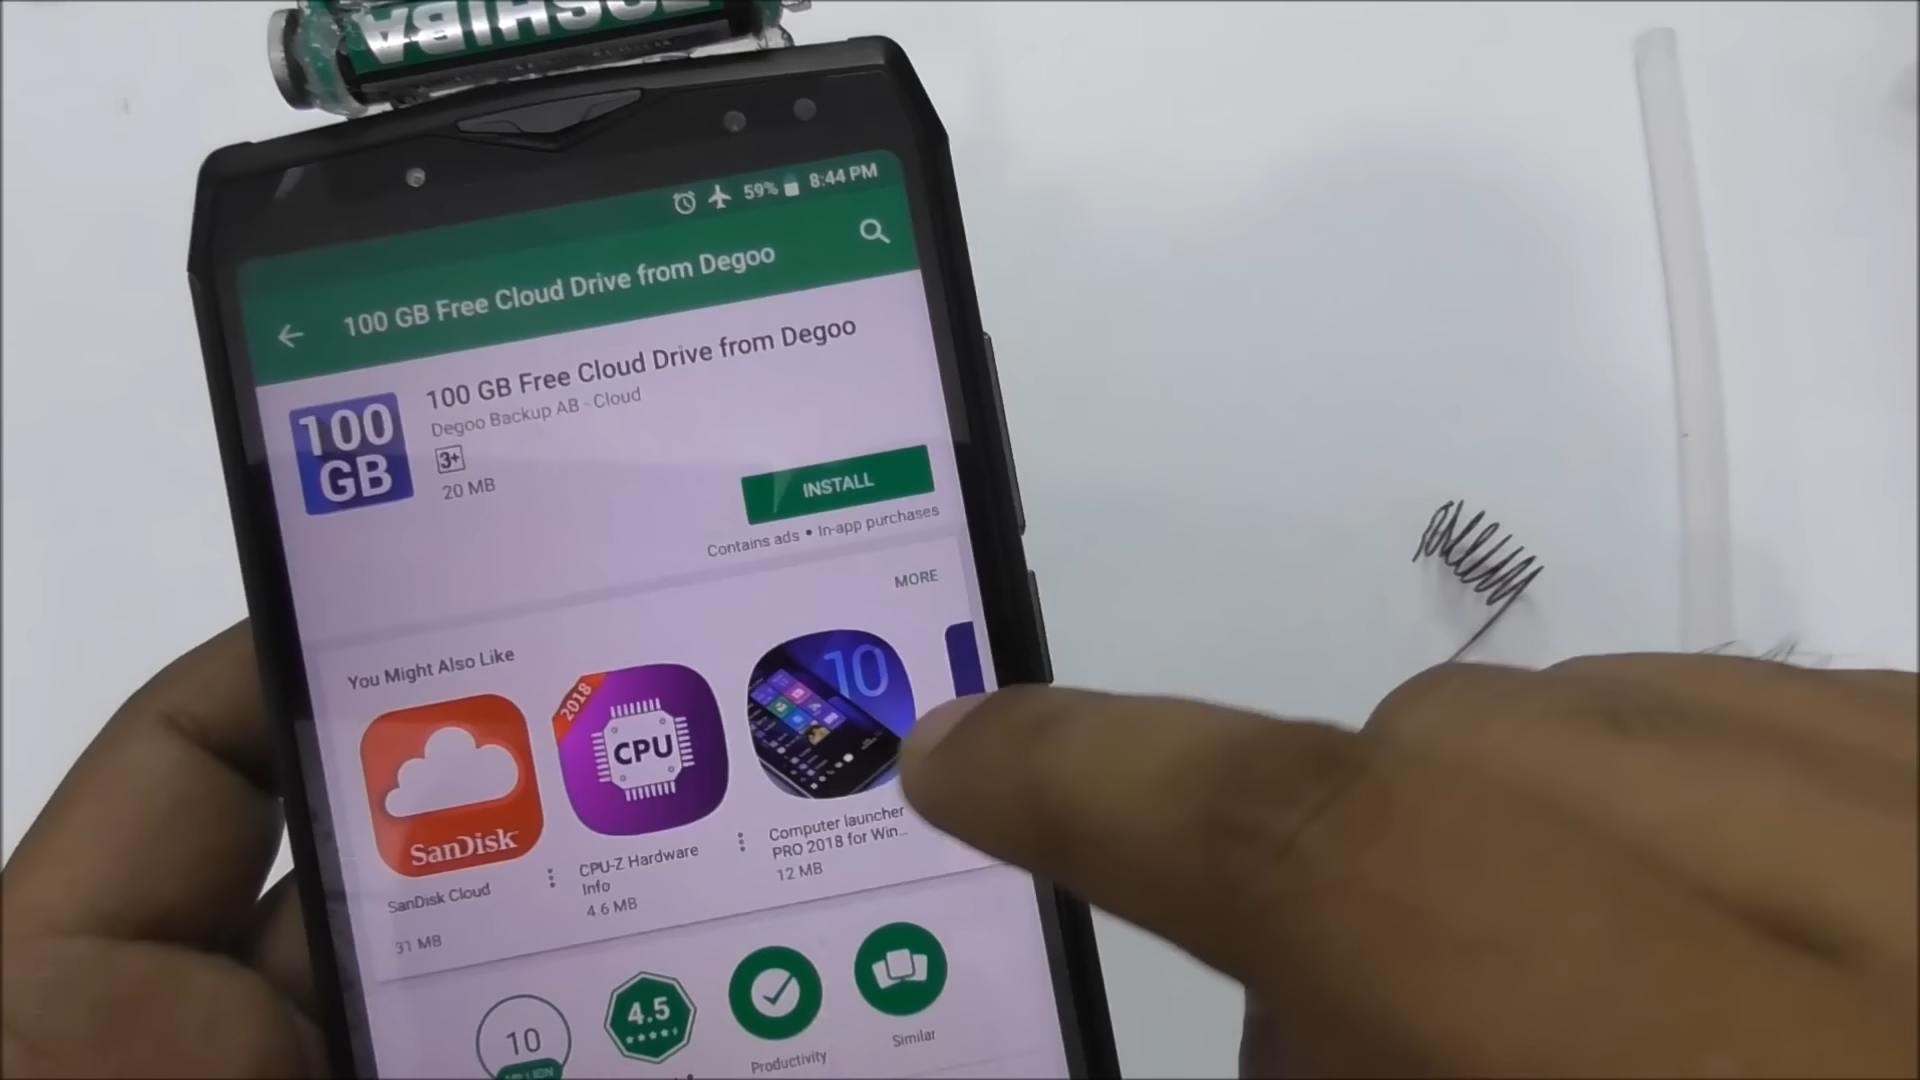 TOSHIBA
59% 8:44 PM
100 GB Free Cloud Drive from Degoo
100 GB
100 GB Free Cloud Drive from Degoo
Degoo Backup AB - Cloud
3+
20 MB
INSTALL
Contains ads • In-app purchases
You Might Also Like
MORE
SanDisk
2018
CPU
10
SanDisk Cloud
31 MB
CPU-Z Hardware
Info
4.6 MB
Computer launcher
PRO 2018 for Win...
12 MB
10
MILLION
4.5
Productivity
Similar